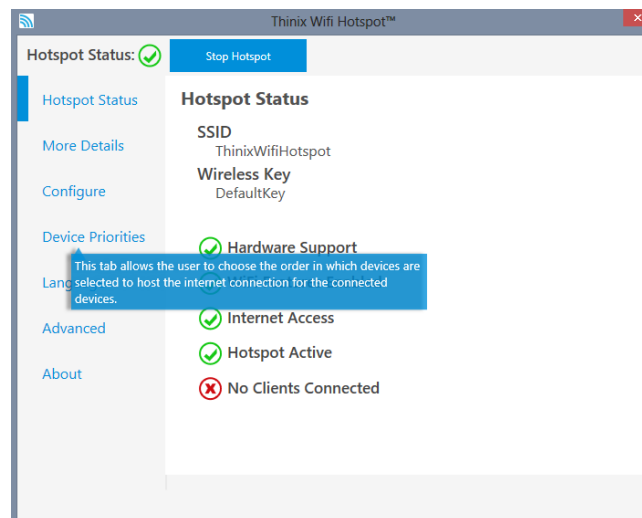 Thinix Wifi Hotspot™
Hotspot Status:
Stop Hotspot
Hotspot Status
More Details
Configure
Device Priorities
Lang
Advanced
About
Hotspot Status
SSID
ThinixWifiHotspot
Wireless Key
DefaultKey
Hardware Support
This tab allows the user to choose the order in which devices are
selected to host the internet connection for the connected
devices.
Internet Access
Hotspot Active
No Clients Connected